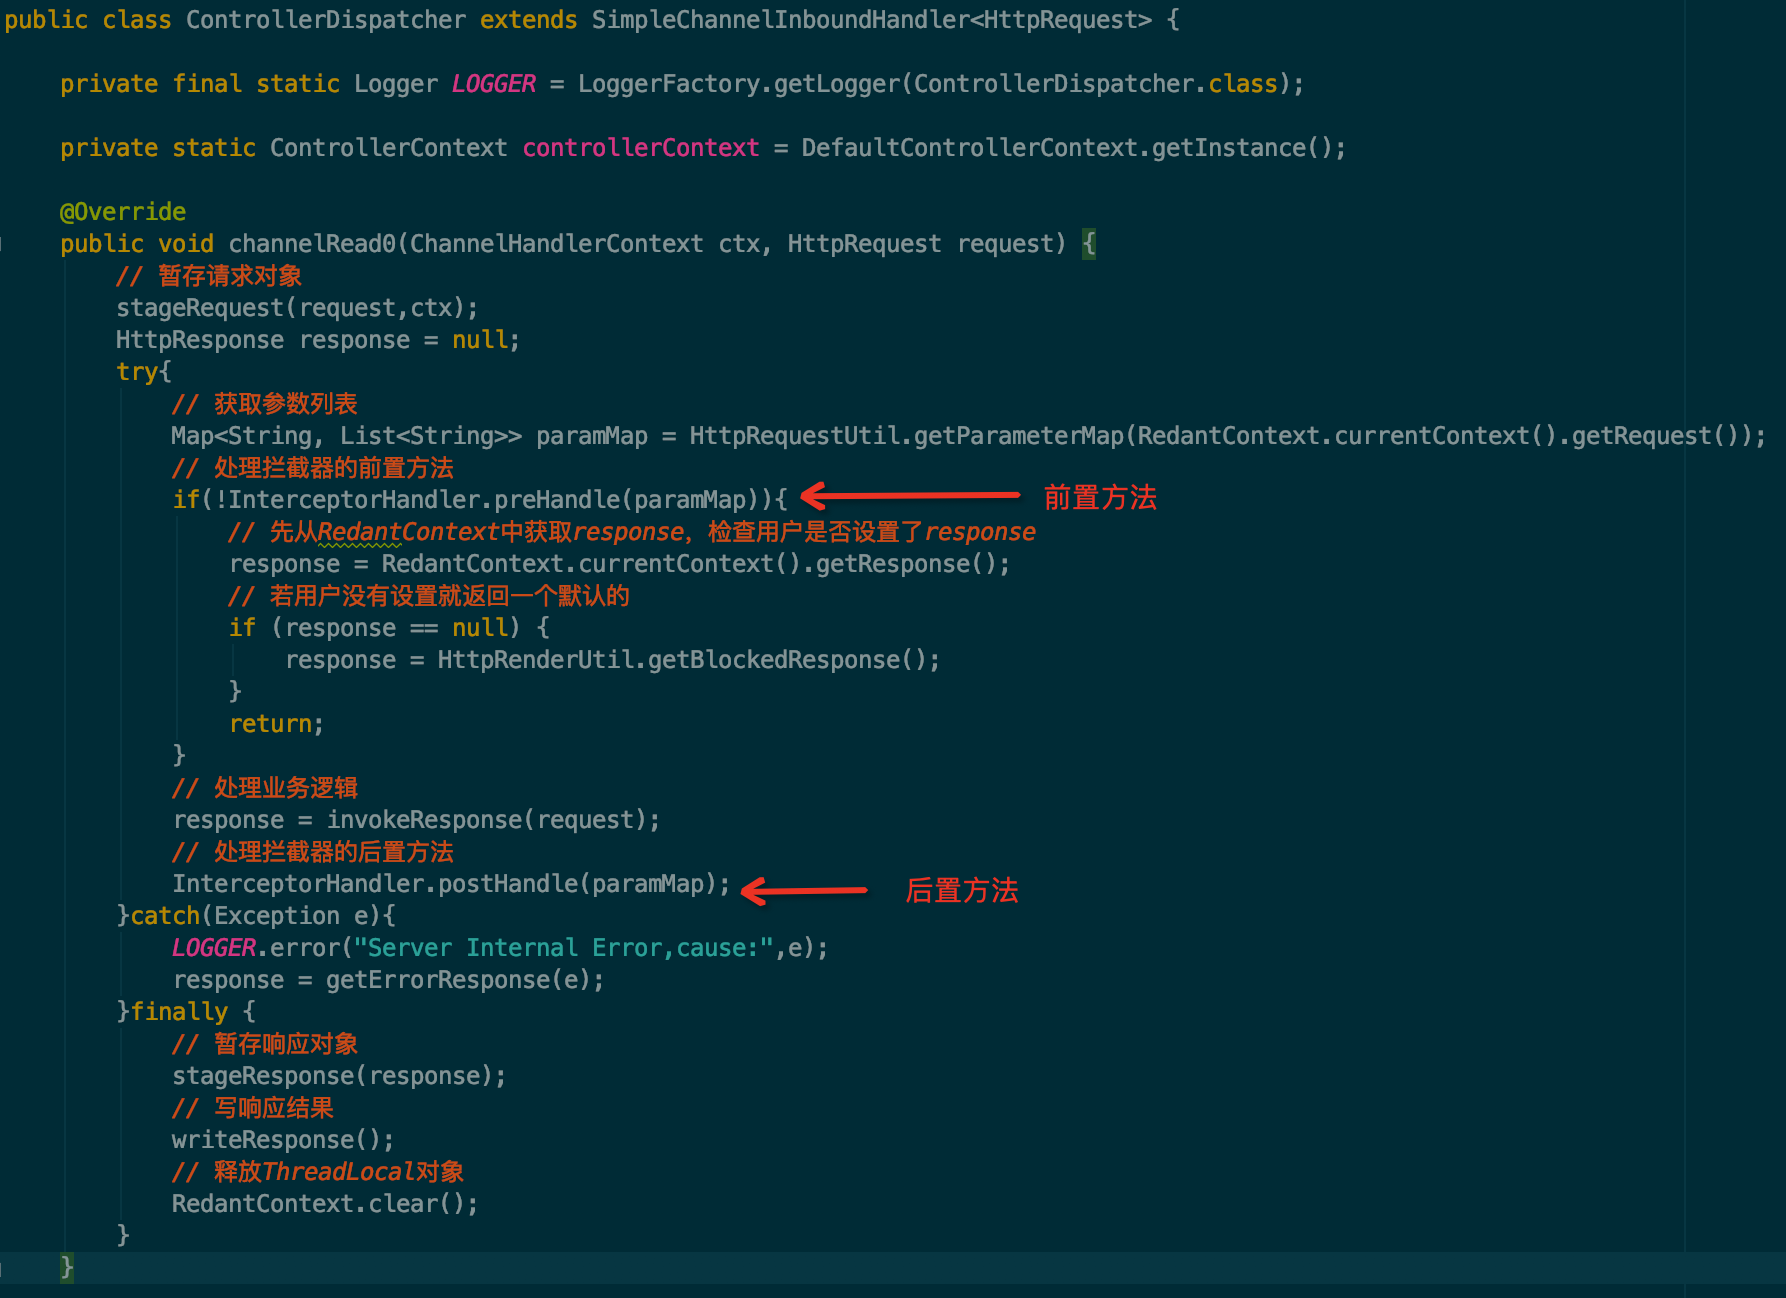 public class ControllerDispatcher extends SimpleChannelInboundHandler<HttpRequest> {
private final static Logger LOGGER = LoggerFactory.getLogger(ControllerDispatcher.class);
private static ControllerContext controllerContext = DefaultControllerContext.getInstance();
@Override
public void channelRead0(ChannelHandlerContext ctx, HttpRequest request) {
// 暂存请求对象
stageRequest(request,ctx);
HttpResponse response = null;
try{
// 获取参数列表
Map<String, List<String>> paramMap = HttpRequestUtil.getParameterMap(RedantContext.currentContext().getRequest());
// 处理拦截器的前置方法
if(!InterceptorHandler.preHandle(paramMap)){ 前置方法
// 先从RedantContext中获取response，检查用户是否设置了response
response = RedantContext.currentContext().getResponse();
// 若用户没有设置就返回一个默认的
if (response == null) {
response = HttpRenderUtil.getBlockedResponse();
}
return;
}
// 处理业务逻辑
response = invokeResponse(request);
// 处理拦截器的后置方法
InterceptorHandler.postHandle(paramMap); 后置方法
}catch(Exception e){
LOGGER.error("Server Internal Error,cause:",e);
response = getErrorResponse(e);
}finally {
// 暂存响应对象
stageResponse(response);
// 写响应结果
writeResponse();
// 释放ThreadLocal对象
RedantContext.clear();
}
}